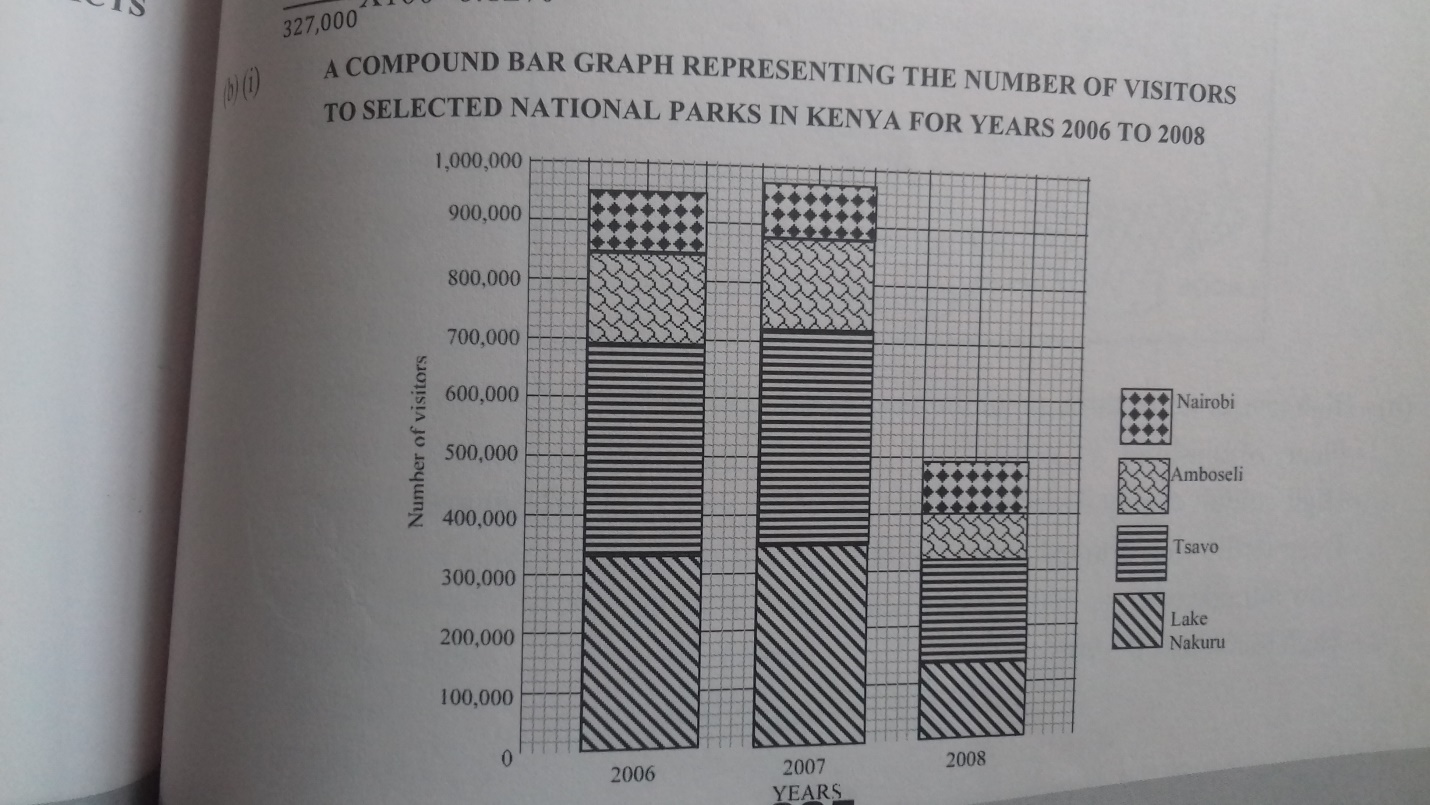 327,000
(b)(i)
A COMPOUND BAR GRAPH REPRESENTING THE NUMBER OF VISITORS
TO SELECTED NATIONAL PARKS IN KENYA FOR YEARS 2006 TO 2008
1,000,000
900,000
800,000
700,000
600,000
500,000
400,000
300,000
200,000
100,000
0
Number of visitors
2006 2007 2008
YEARS
Nairobi
Amboseli
Tsavo
Lake
Nakuru